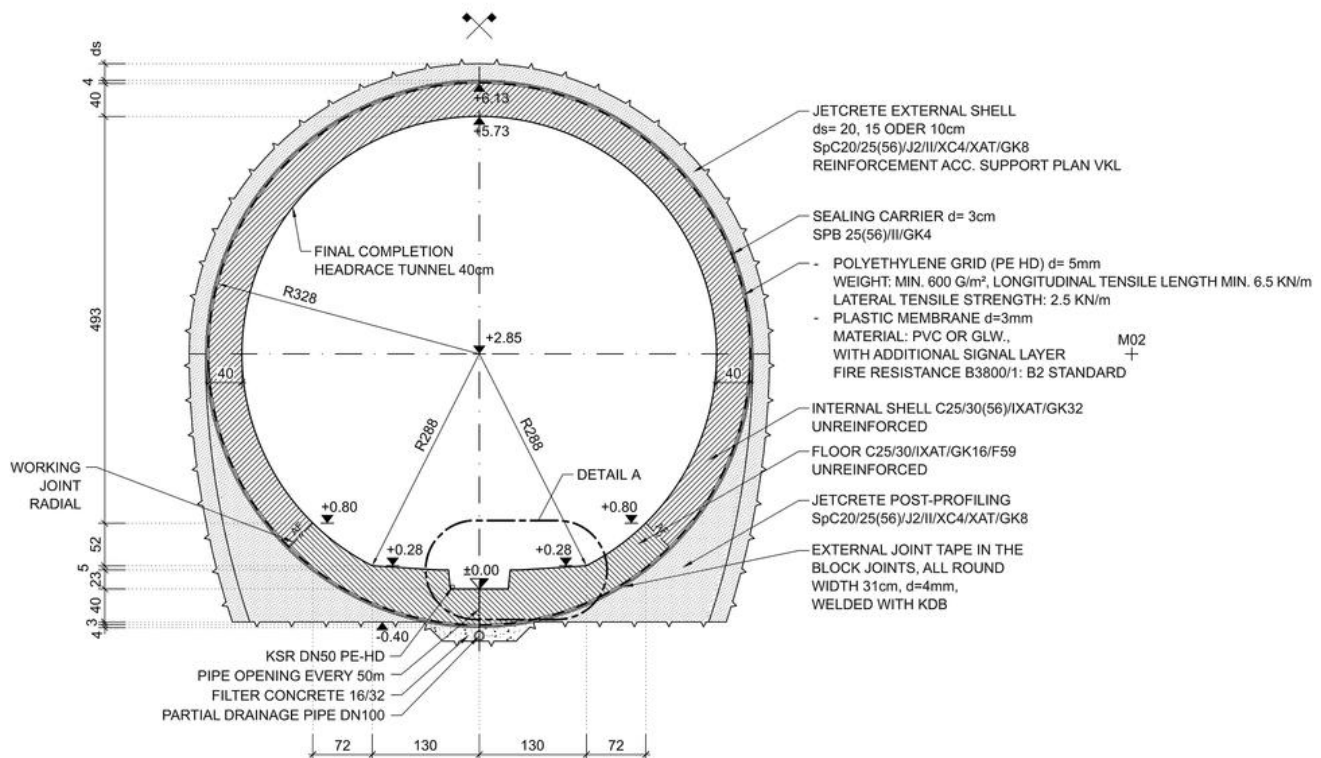 ds
4
40
493
52
5
23
40
3
4
+6.13
+5.73
FINAL COMPLETION
HEADRACE TUNNEL 40cm
R328
+2.85
40
40
R288
R288
WORKING
JOINT
RADIAL
DETAIL A
+0.80
+0.80
AF
AF
+0.28
+0.28
±0.00
-0.40
KSR DN50 PE-HD
PIPE OPENING EVERY 50m
FILTER CONCRETE 16/32
PARTIAL DRAINAGE PIPE DN100
72
130
130
72
JETCRETE EXTERNAL SHELL
ds= 20, 15 ODER 10cm
SpC20/25(56)/J2/II/XC4/XAT/GK8
REINFORCEMENT ACC. SUPPORT PLAN VKL
SEALING CARRIER d= 3cm
SPB 25(56)/II/GK4
- POLYETHYLENE GRID (PE HD) d= 5mm
WEIGHT: MIN. 600 G/m², LONGITUDINAL TENSILE LENGTH MIN. 6.5 KN/m
LATERAL TENSILE STRENGTH: 2.5 KN/m
- PLASTIC MEMBRANE d=3mm
MATERIAL: PVC OR GLW.,
WITH ADDITIONAL SIGNAL LAYER
FIRE RESISTANCE B3800/1: B2 STANDARD
M02
INTERNAL SHELL C25/30(56)/IXAT/GK32
UNREINFORCED
FLOOR C25/30/IXAT/GK16/F59
UNREINFORCED
JETCRETE POST-PROFILING
SpC20/25(56)/J2/II/XC4/XAT/GK8
EXTERNAL JOINT TAPE IN THE
BLOCK JOINTS, ALL ROUND
WIDTH 31cm, d=4mm,
WELDED WITH KDB